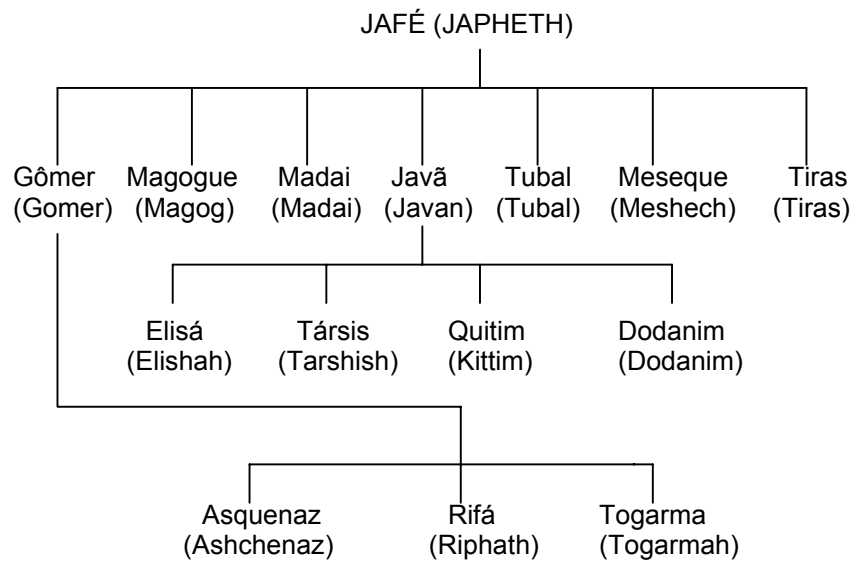 JAFÉ (JAPHETH)
Gômer Magogue Madai Javã Tubal Meseque Tiras
(Gomer) (Magog) (Madai) (Javan) (Tubal) (Meshech) (Tiras)
Elisá Társis Quitim Dodanim
(Elishah) (Tarshish) (Kittim) (Dodanim)
Asquenaz Rifá Togarma
(Ashchenaz) (Riphath) (Togarmah)